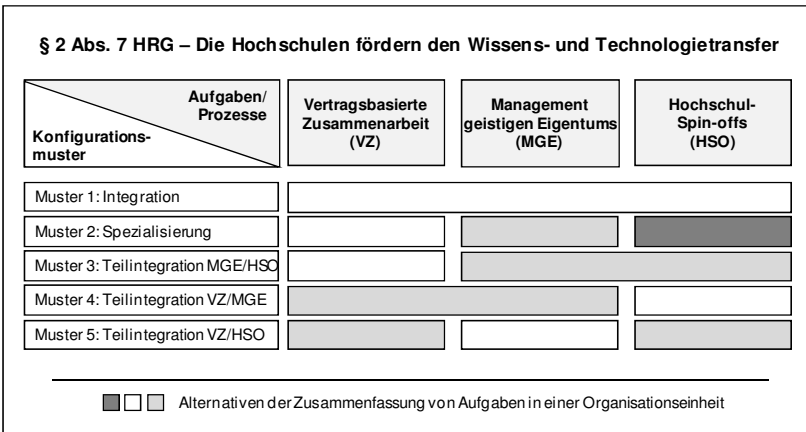 § 2 Abs. 7 HRG – Die Hochschulen fördern den Wissens- und Technologietransfer
Aufgaben/
Prozesse
Konfigurations-
muster
Vertragsbasierte
Zusammenarbeit
(VZ)
Management
geistigen Eigentums
(MGE)
Hochschul-
Spin-offs
(HSO)
Muster 1: Integration
Muster 2: Spezialisierung
Muster 3: Teilintegration MGE/HSO
Muster 4: Teilintegration VZ/MGE
Muster 5: Teilintegration VZ/HSO
Alternativen der Zusammenfassung von Aufgaben in einer Organisationseinheit